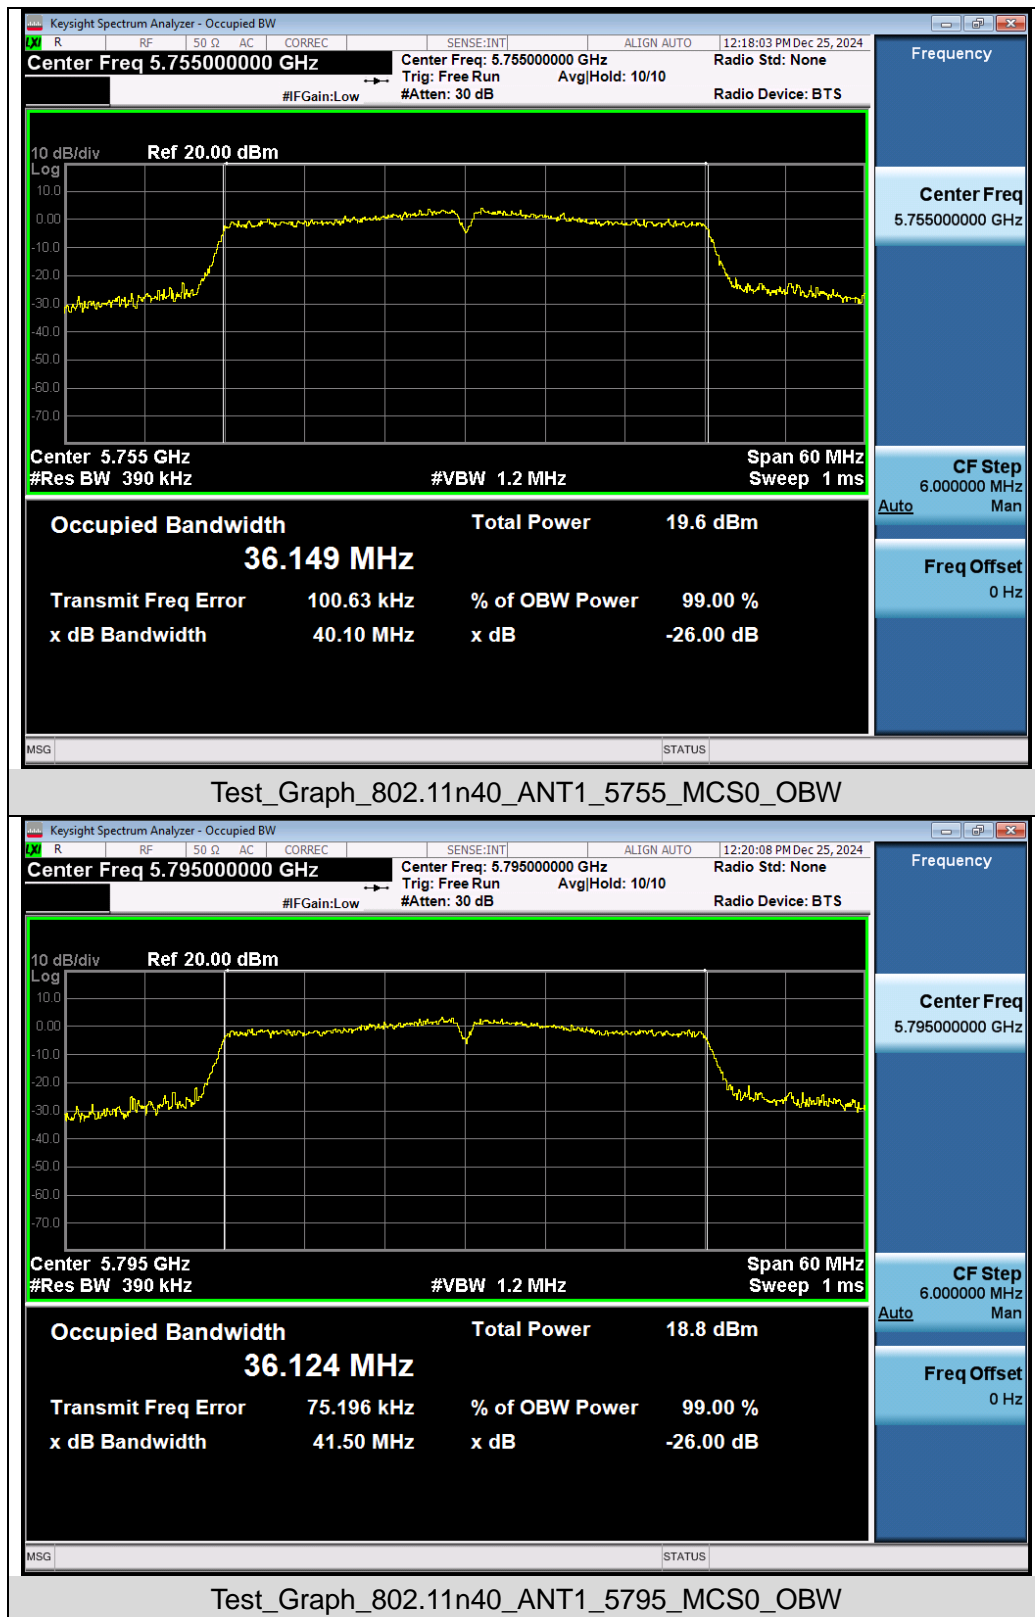 Keysight Spectrum Analyzer - Occupied BW
LXI R RF 50 Ω AC CORREC SENSE:INT ALIGN AUTO 12:18:03 PM Dec 25, 2024
Center Freq 5.755000000 GHz
Center Freq: 5.755000000 GHz Radio Std: None
Trig: Free Run Avg|Hold: 10/10
#IFGain:Low #Atten: 30 dB Radio Device: BTS
Frequency
10 dB/div Ref 20.00 dBm
Log
10.0
0.00
-10.0
-20.0
-30.0
-40.0
-50.0
-60.0
-70.0
Center 5.755 GHz Span 60 MHz
#Res BW 390 kHz #VBW 1.2 MHz Sweep 1 ms
Center Freq
5.755000000 GHz
CF Step
6.000000 MHz
Auto Man
Freq Offset
0 Hz
Occupied Bandwidth Total Power 19.6 dBm
36.149 MHz
Transmit Freq Error 100.63 kHz % of OBW Power 99.00 %
x dB Bandwidth 40.10 MHz x dB -26.00 dB
MSG STATUS
Test_Graph_802.11n40_ANT1_5755_MCS0_OBW
Keysight Spectrum Analyzer - Occupied BW
LXI R RF 50 Ω AC CORREC SENSE:INT ALIGN AUTO 12:20:08 PM Dec 25, 2024
Center Freq 5.795000000 GHz
Center Freq: 5.795000000 GHz Radio Std: None
Trig: Free Run Avg|Hold: 10/10
#IFGain:Low #Atten: 30 dB Radio Device: BTS
Frequency
10 dB/div Ref 20.00 dBm
Log
10.0
0.00
-10.0
-20.0
-30.0
-40.0
-50.0
-60.0
-70.0
Center 5.795 GHz Span 60 MHz
#Res BW 390 kHz #VBW 1.2 MHz Sweep 1 ms
Center Freq
5.795000000 GHz
CF Step
6.000000 MHz
Auto Man
Freq Offset
0 Hz
Occupied Bandwidth Total Power 18.8 dBm
36.124 MHz
Transmit Freq Error 75.196 kHz % of OBW Power 99.00 %
x dB Bandwidth 41.50 MHz x dB -26.00 dB
MSG STATUS
Test_Graph_802.11n40_ANT1_5795_MCS0_OBW